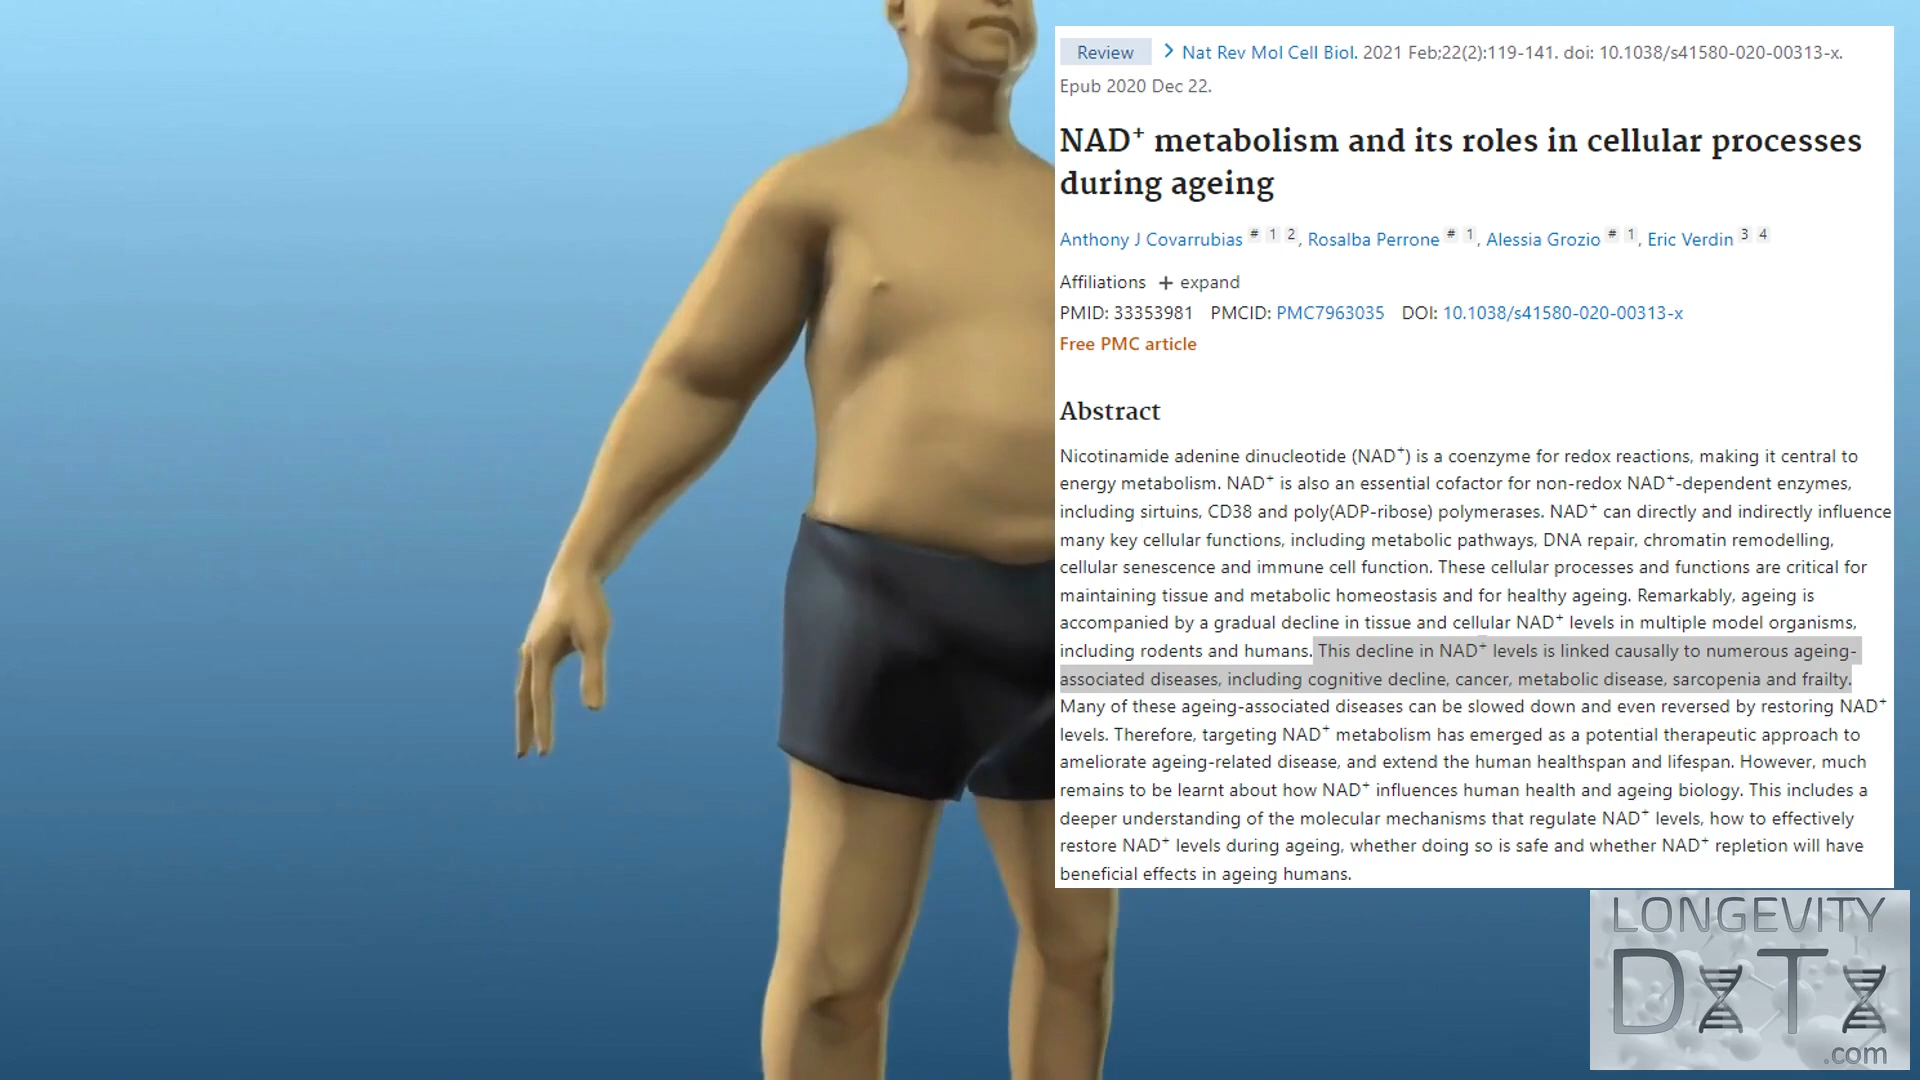 Review > Nat Rev Mol Cell Biol. 2021 Feb;22(2):119-141. doi: 10.1038/s41580-020-00313-x.
Epub 2020 Dec 22.
NAD⁺ metabolism and its roles in cellular processes
during ageing
Anthony J Covarrubias # 1 2, Rosalba Perrone # 1, Alessia Grozio # 1, Eric Verdin 3 4
Affiliations + expand
PMID: 33353981 PMCID: PMC7963035 DOI: 10.1038/s41580-020-00313-x
Free PMC article
Abstract
Nicotinamide adenine dinucleotide (NAD⁺) is a coenzyme for redox reactions, making it central to
energy metabolism. NAD⁺ is also an essential cofactor for non-redox NAD⁺-dependent enzymes,
including sirtuins, CD38 and poly(ADP-ribose) polymerases. NAD⁺ can directly and indirectly influence
many key cellular functions, including metabolic pathways, DNA repair, chromatin remodelling,
cellular senescence and immune cell function. These cellular processes and functions are critical for
maintaining tissue and metabolic homeostasis and for healthy ageing. Remarkably, ageing is
accompanied by a gradual decline in tissue and cellular NAD⁺ levels in multiple model organisms,
including rodents and humans. This decline in NAD⁺ levels is linked causally to numerous ageing-
associated diseases, including cognitive decline, cancer, metabolic disease, sarcopenia and frailty.
Many of these ageing-associated diseases can be slowed down and even reversed by restoring NAD⁺
levels. Therefore, targeting NAD⁺ metabolism has emerged as a potential therapeutic approach to
ameliorate ageing-related disease, and extend the human healthspan and lifespan. However, much
remains to be learnt about how NAD⁺ influences human health and ageing biology. This includes a
deeper understanding of the molecular mechanisms that regulate NAD⁺ levels, how to effectively
restore NAD⁺ levels during ageing, whether doing so is safe and whether NAD⁺ repletion will have
beneficial effects in ageing humans.
LONGEVITY
DATA
.com